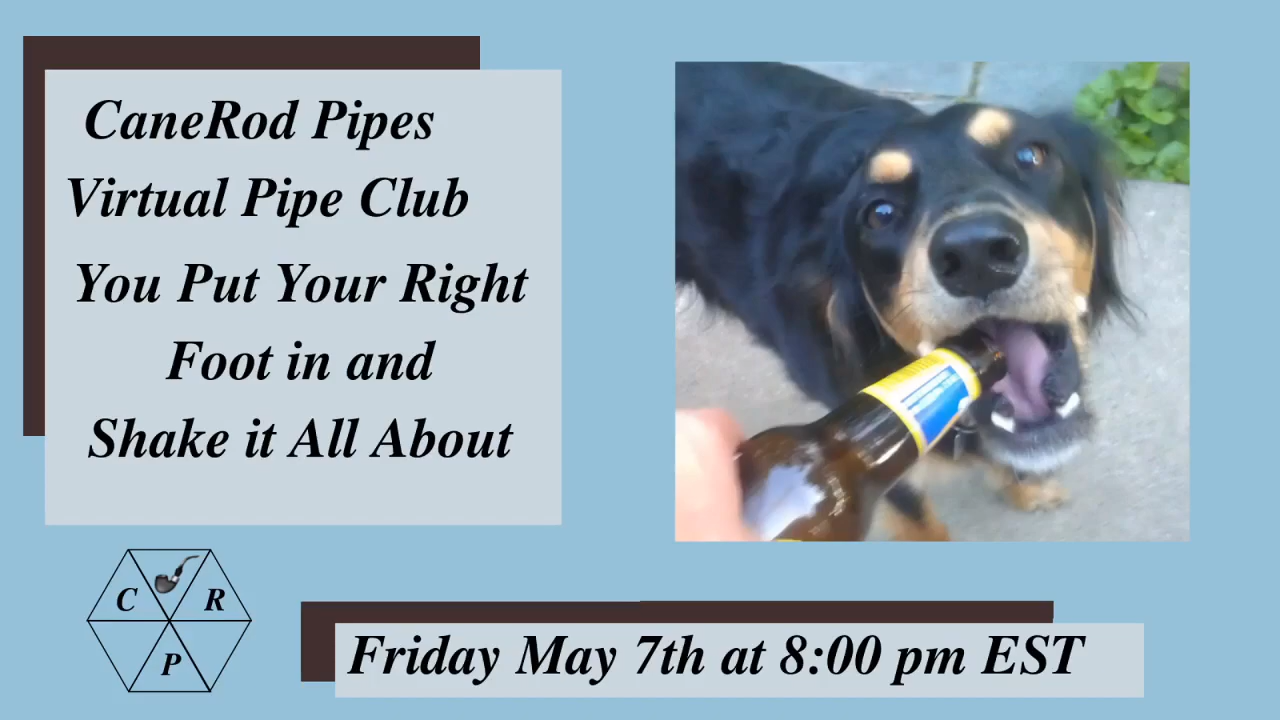 CaneRod Pipes
Virtual Pipe Club
You Put Your Right
Foot in and
Shake it All About
C
R
P
Friday May 7th at 8:00 pm EST